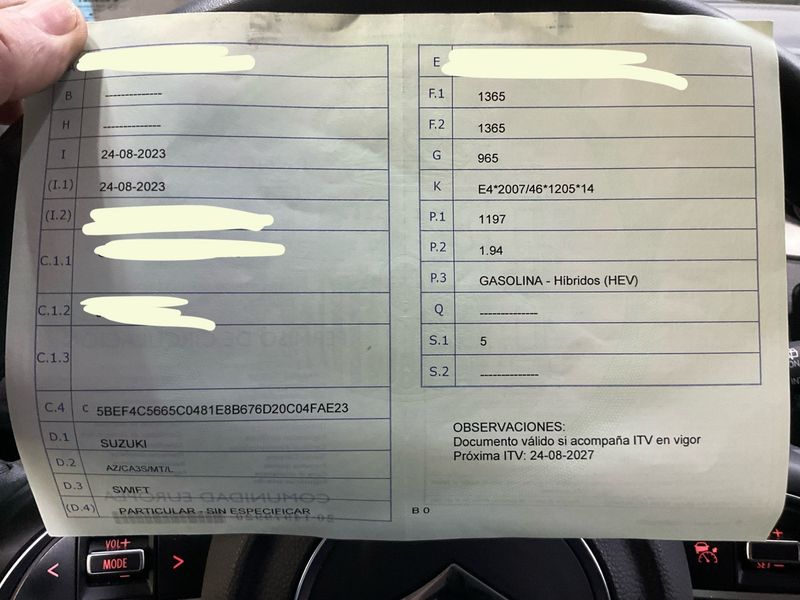 B --------------
H --------------
I 24-08-2023
(I.1) 24-08-2023
(I.2)
C.1.1
C.1.2
C.1.3
C.4 C 5BEF4C5665C0481E8B676D20C04FAE23
D.1 SUZUKI
D.2 AZ/CA3S/MT/L
D.3 SWIFT
(D.4) PARTICULAR - SIN ESPECIFICAR
E
F.1 1365
F.2 1365
G 965
K E4*2007/46*1205*14
P.1 1197
P.2 1.94
P.3 GASOLINA - Híbridos (HEV)
Q --------------
S.1 5
S.2 --------------
OBSERVACIONES:
Documento válido si acompaña ITV en vigor
Próxima ITV: 24-08-2027
B 0
VOL+
MODE
SET